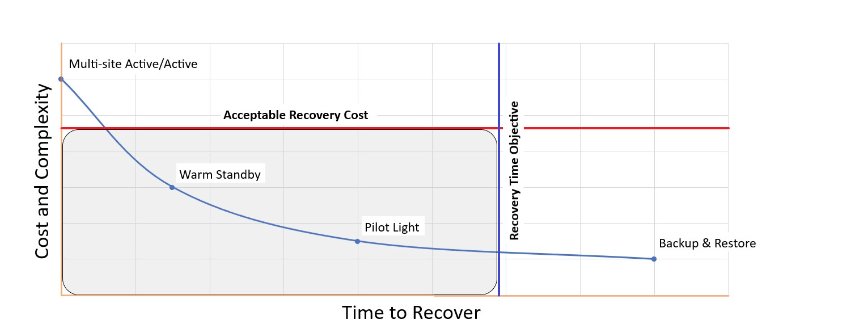 Multi-site Active/Active
Acceptable Recovery Cost
Cost and Complexity
Recovery Time Objective
Warm Standby
Pilot Light
Backup & Restore
Time to Recover